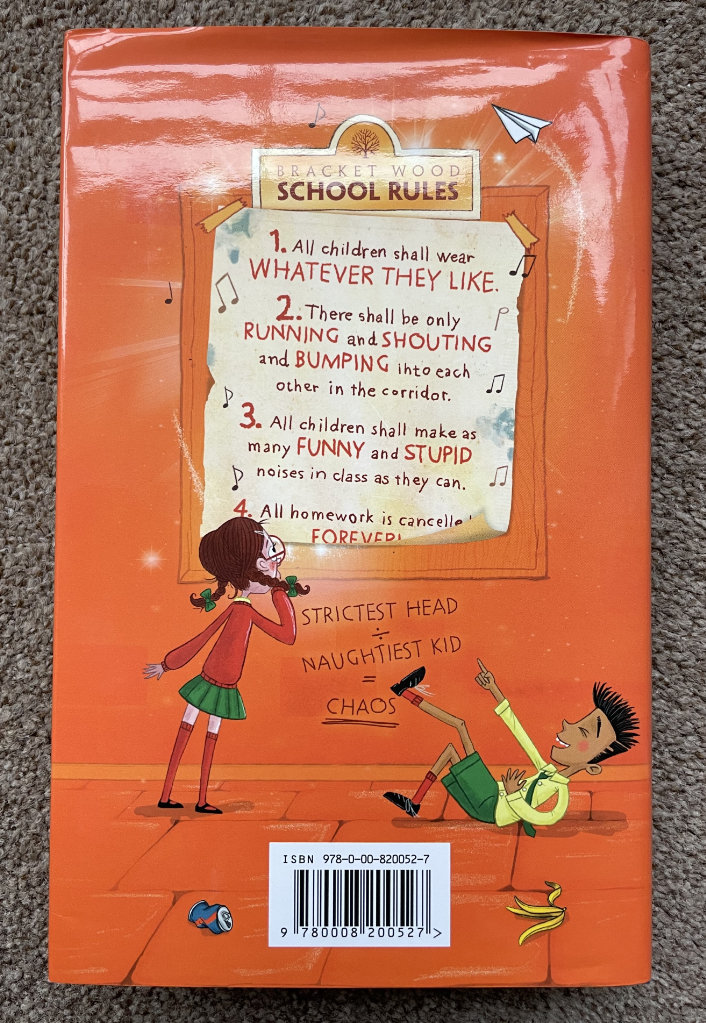 BRACKET WOOD
SCHOOL RULES
1. All children shall wear
WHATEVER THEY LIKE.
2. There shall be only
RUNNING and SHOUTING
and BUMPING into each
other in the corridor.
3. All children shall make as
many FUNNY and STUPID
noises in class as they can.
4. All homework is cancelled
FOREVER!
STRICTEST HEAD
÷
NAUGHTIEST KID
=
CHAOS
ISBN 978-0-00-820052-7
9 780008 200527 >